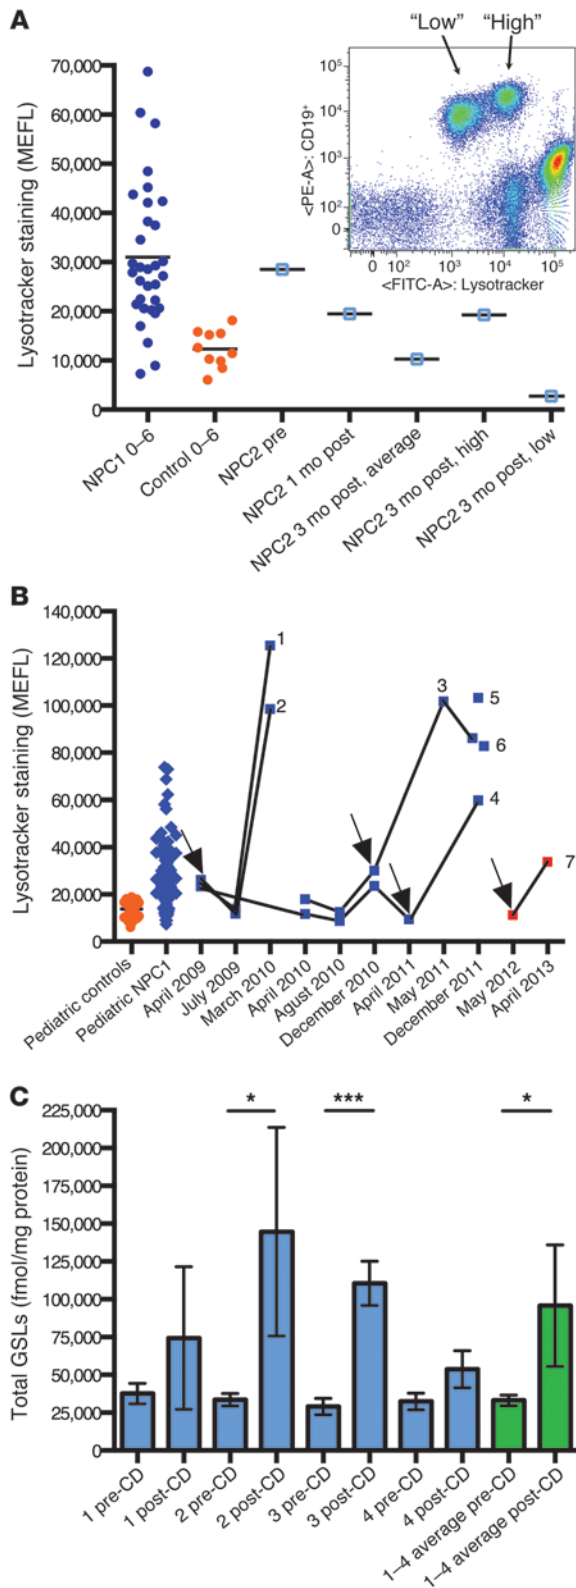 A
"Low" "High"
Lysotracker staining (MEFL)
70,000
60,000
50,000
40,000
30,000
20,000
10,000
0
<PE-A>: CD19+
10⁵
10⁴
10³
10²
0
0 10² 10³ 10⁴ 10⁵
<FITC-A>: Lysotracker
NPC1 0–6
Control 0–6
NPC2 pre
NPC2 1 mo post
NPC2 3 mo post, average
NPC2 3 mo post, high
NPC2 3 mo post, low
B
Lysotracker staining (MEFL)
140,000
120,000
100,000
80,000
60,000
40,000
20,000
0
1
2
3
5
6
4
7
Pediatric controls
Pediatric NPC1
April 2009
July 2009
March 2010
April 2010
Agust 2010
December 2010
April 2011
May 2011
December 2011
May 2012
April 2013
C
Total GSLs (fmol/mg protein)
225,000
200,000
175,000
150,000
125,000
100,000
75,000
50,000
25,000
0
* *** *
1 pre-CD
1 post-CD
2 pre-CD
2 post-CD
3 pre-CD
3 post-CD
4 pre-CD
4 post-CD
1–4 average pre-CD
1–4 average post-CD